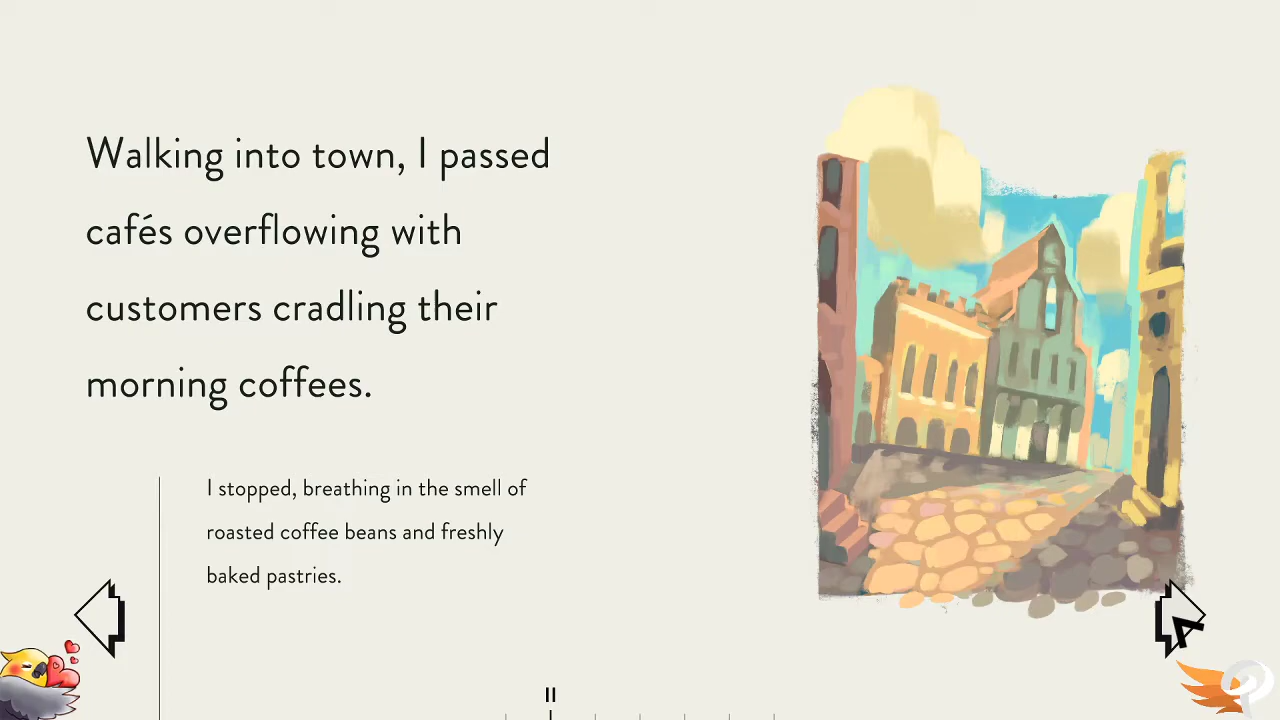 Walking into town, I passed
cafés overflowing with
customers cradling their
morning coffees.
I stopped, breathing in the smell of
roasted coffee beans and freshly
baked pastries.
II